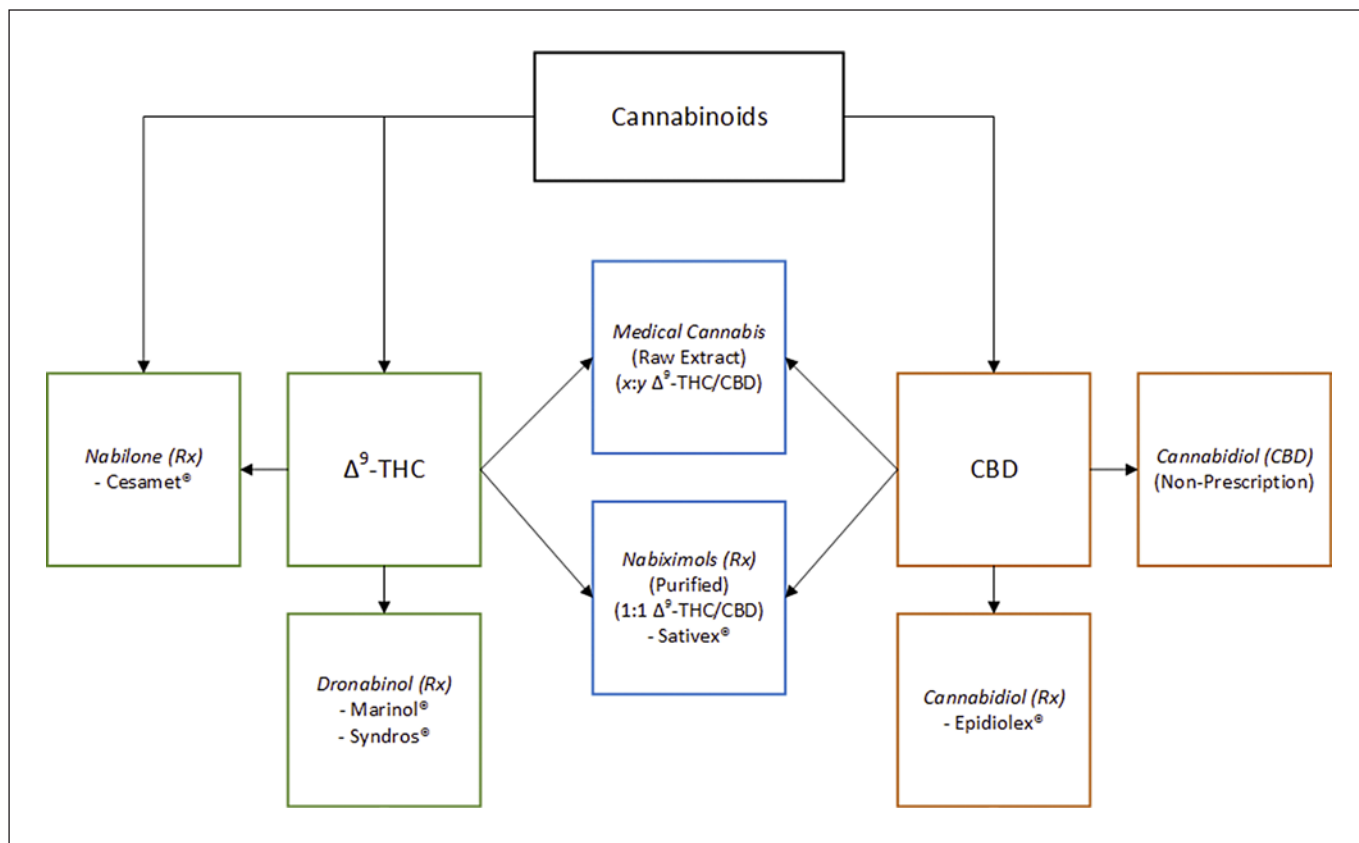 Cannabinoids
Medical Cannabis
(Raw Extract)
(x:y Δ⁹-THC/CBD)
Nabilone (Rx)
- Cesamet®
Δ⁹-THC
CBD
Cannabidiol (CBD)
(Non-Prescription)
Nabiximols (Rx)
(Purified)
(1:1 Δ⁹-THC/CBD)
- Sativex®
Dronabinol (Rx)
- Marinol®
- Syndros®
Cannabidiol (Rx)
- Epidiolex®